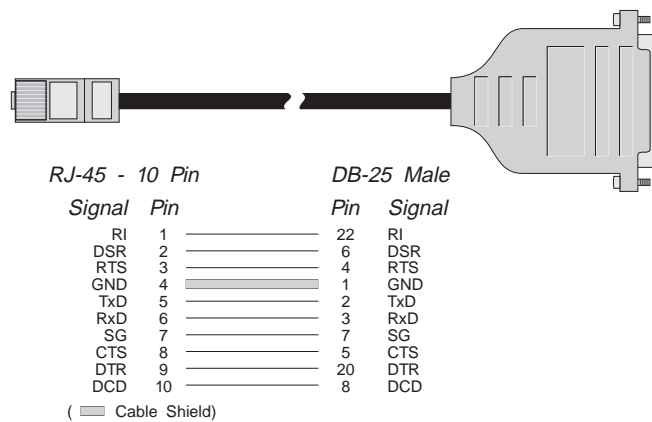 RJ-45 - 10 Pin DB-25 Male
Signal Pin Pin Signal
RI 1 22 RI
DSR 2 6 DSR
RTS 3 4 RTS
GND 4 1 GND
TxD 5 2 TxD
RxD 6 3 RxD
SG 7 7 SG
CTS 8 5 CTS
DTR 9 20 DTR
DCD 10 8 DCD
( Cable Shield)